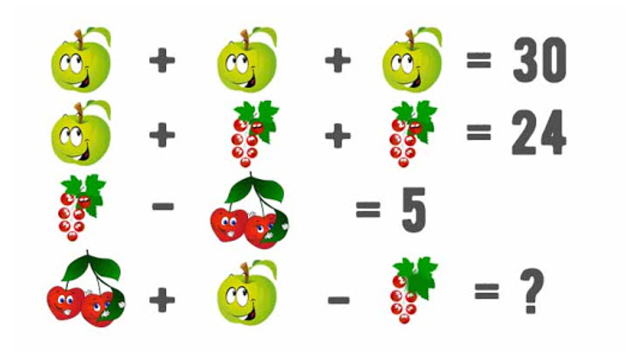 + + = 30
+ + = 24
- = 5
+ - = ?